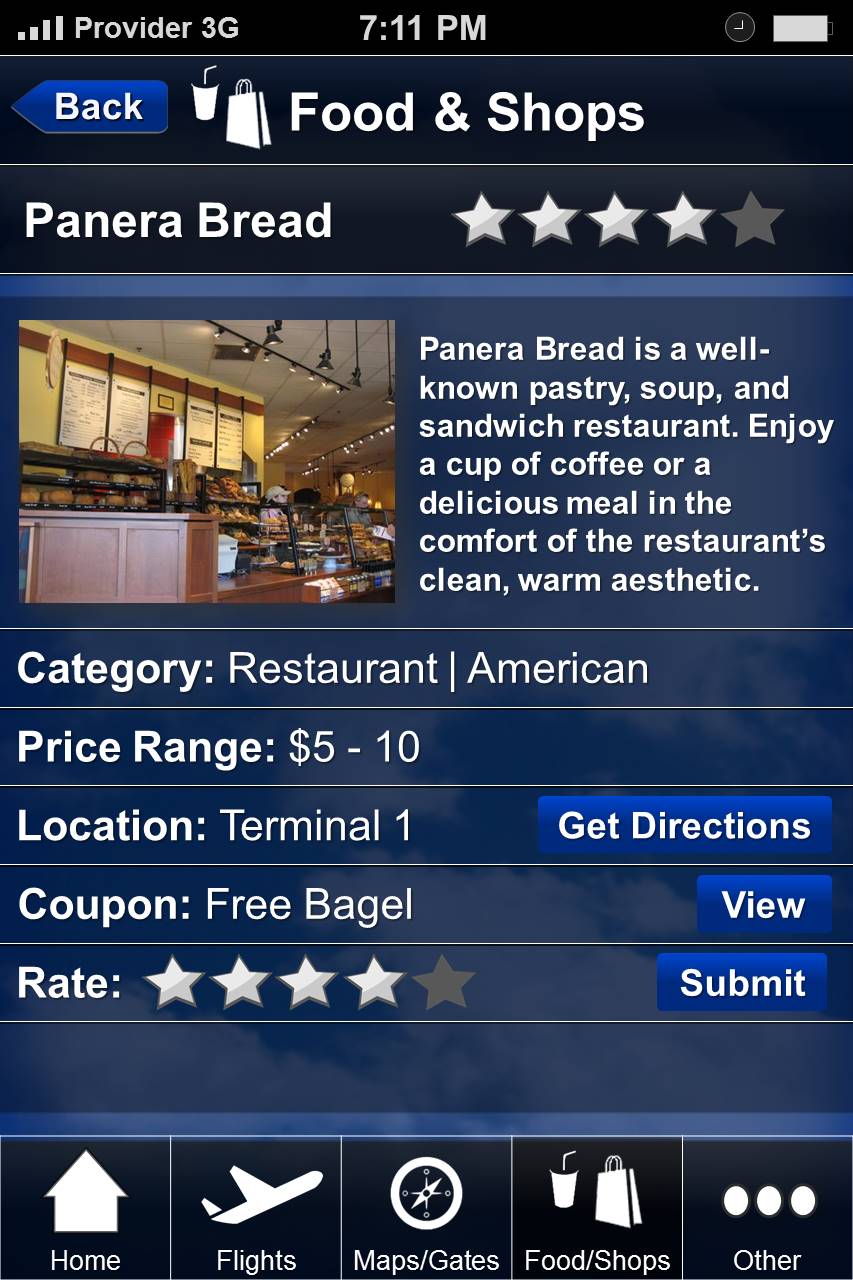 Provider 3G 7:11 PM
Back Food & Shops
Panera Bread
Panera Bread is a well-
known pastry, soup, and
sandwich restaurant. Enjoy
a cup of coffee or a
delicious meal in the
comfort of the restaurant’s
clean, warm aesthetic.
Category: Restaurant | American
Price Range: $5 - 10
Location: Terminal 1 Get Directions
Coupon: Free Bagel View
Rate: Submit
Home Flights Maps/Gates Food/Shops Other